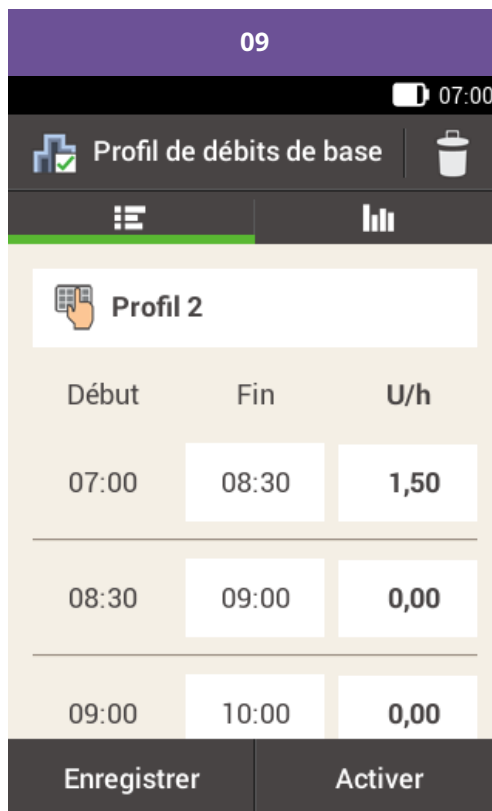 09
07:00
Profil de débits de base
Profil 2
Début Fin U/h
07:00 08:30 1,50
08:30 09:00 0,00
09:00 10:00 0,00
Enregistrer Activer